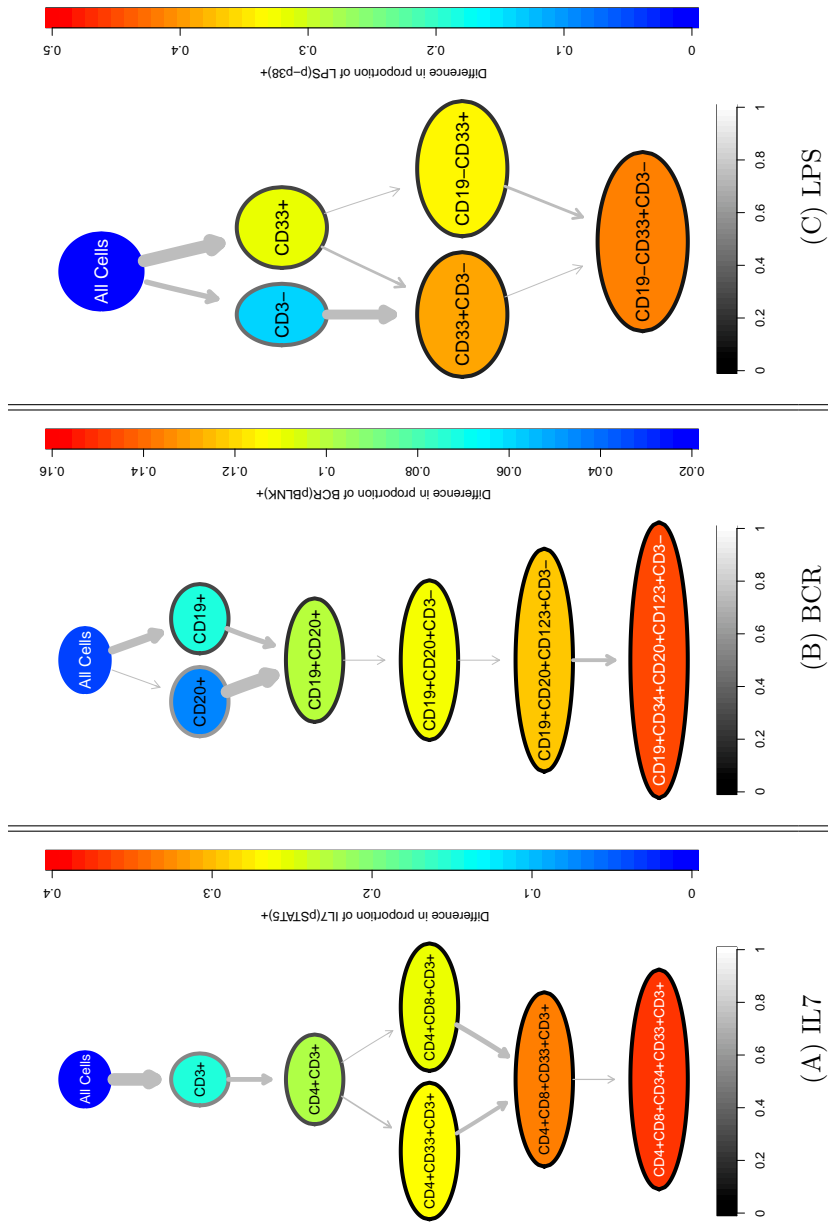 All Cells
CD3+
CD4+CD3+
CD4+CD33+CD3+
CD4+CD8+CD3+
CD4+CD8+CD33+CD3+
CD4+CD8+CD34+CD33+CD3+
0
0.2
0.4
0.6
0.8
1
0
0.1
0.2
0.3
0.4
Difference in proportion of IL7(pSTAT5)+
(A) IL7
All Cells
CD20+
CD19+
CD19+CD20+
CD19+CD20+CD3−
CD19+CD20+CD123+CD3−
CD19+CD34+CD20+CD123+CD3−
0
0.2
0.4
0.6
0.8
1
0.02
0.04
0.06
0.08
0.1
0.12
0.14
0.16
Difference in proportion of BCR(pBLNK)+
(B) BCR
All Cells
CD3−
CD33+
CD33+CD3−
CD19−CD33+
CD19−CD33+CD3−
0
0.2
0.4
0.6
0.8
1
0
0.1
0.2
0.3
0.4
0.5
Difference in proportion of LPS(p−p38)+
(C) LPS